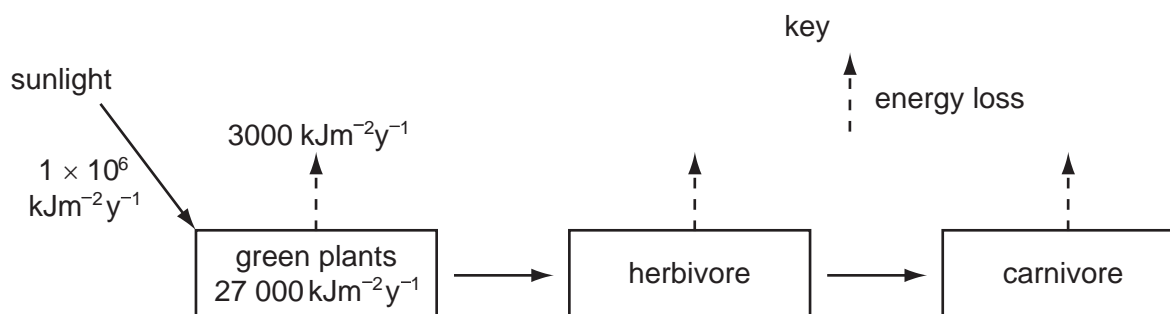 key
sunlight
energy loss
3000 kJm⁻²y⁻¹
1 × 10⁶
kJm⁻²y⁻¹
green plants
27 000 kJm⁻²y⁻¹
herbivore
carnivore